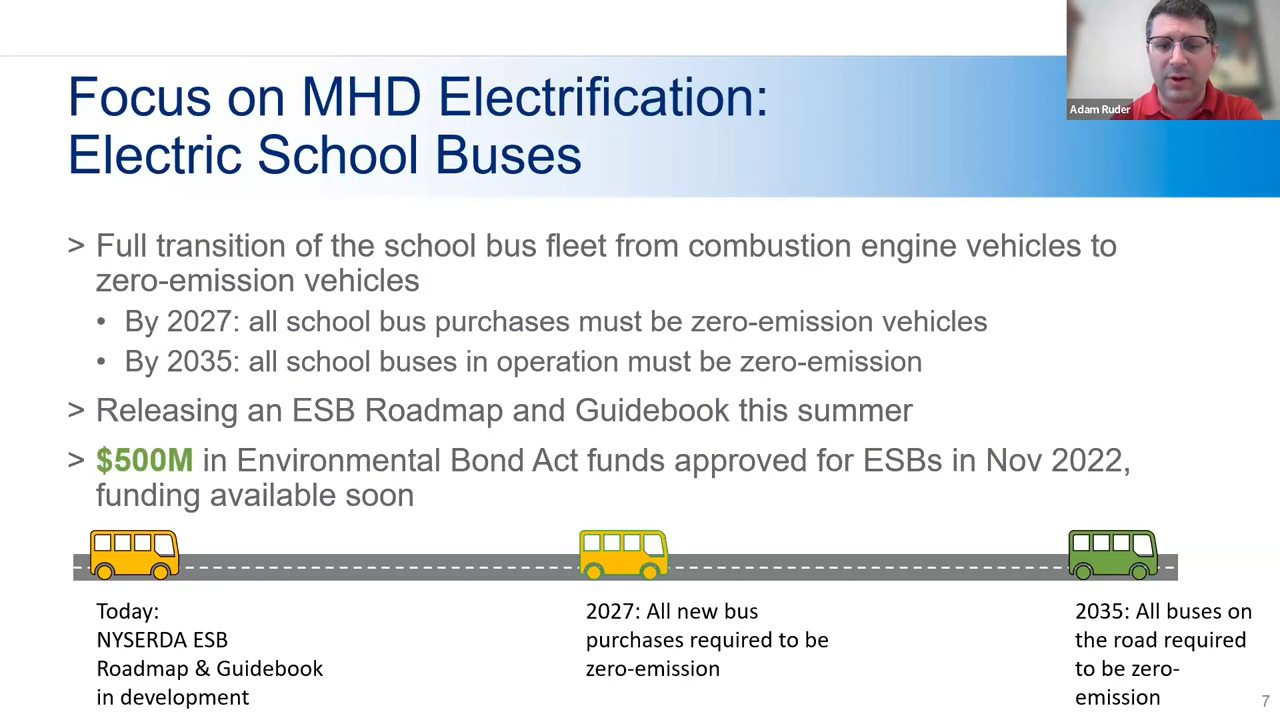 Adam Ruder
Focus on MHD Electrification:
Electric School Buses
> Full transition of the school bus fleet from combustion engine vehicles to
zero-emission vehicles
• By 2027: all school bus purchases must be zero-emission vehicles
• By 2035: all school buses in operation must be zero-emission
> Releasing an ESB Roadmap and Guidebook this summer
> $500M in Environmental Bond Act funds approved for ESBs in Nov 2022,
funding available soon
Today:
NYSERDA ESB
Roadmap & Guidebook
in development
2027: All new bus
purchases required to be
zero-emission
2035: All buses on
the road required
to be zero-
emission
7